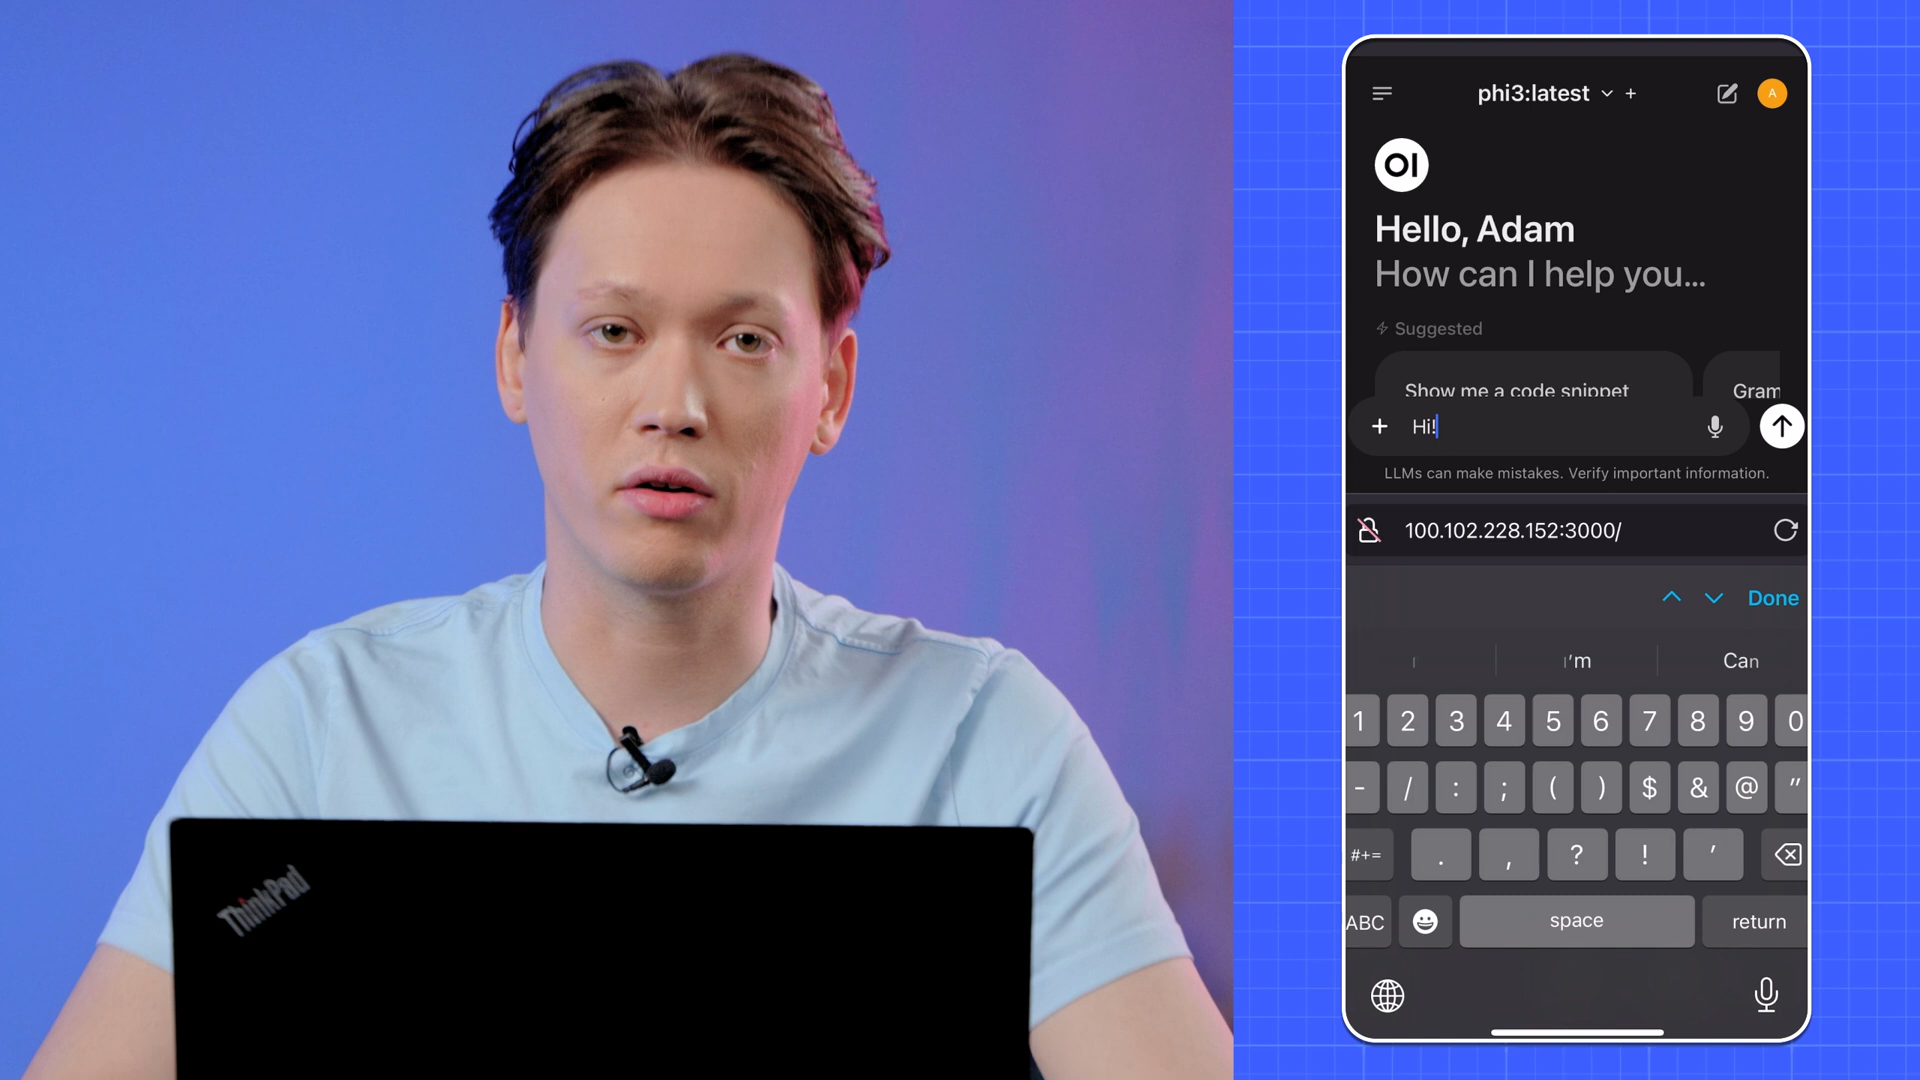 ThinkPad
phi3:latest
A
OI
Hello, Adam
How can I help you...
Suggested
Show me a code snippet
Gram
Hi!
LLMs can make mistakes. Verify important information.
100.102.228.152:3000/
Done
I'm Can
1 2 3 4 5 6 7 8 9 0
- / : ; ( ) $ & @ "
#+= . , ? ! '
ABC space return